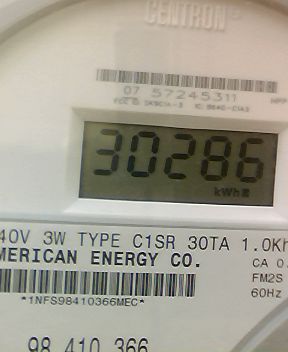 CENTRON®
07 57245311
30286
kWh
40V 3W TYPE C1SR 30TA 1.0Kh
MERICAN ENERGY CO.
CA 0.
FM2S
60Hz
*1NFS98410366MEC*
98 410 366